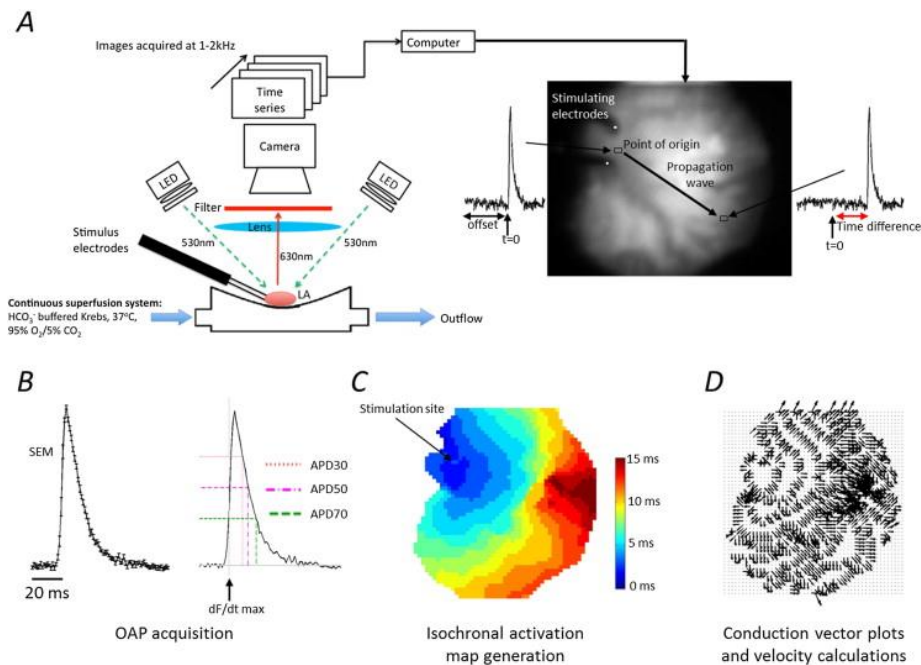 A
Images acquired at 1-2kHz
Computer
Time
series
Camera
LED
LED
Filter
Lens
Stimulus
electrodes
530nm
630nm
530nm
LA
Continuous superfusion system:
HCO₃⁻ buffered Krebs, 37°C,
95% O₂/5% CO₂
Outflow
Stimulating
electrodes
Point of origin
Propagation
wave
offset
t=0
Time difference
t=0
B
SEM
20 ms
APD30
APD50
APD70
dF/dt max
OAP acquisition
C
Stimulation site
15 ms
10 ms
5 ms
0 ms
Isochronal activation
map generation
D
Conduction vector plots
and velocity calculations